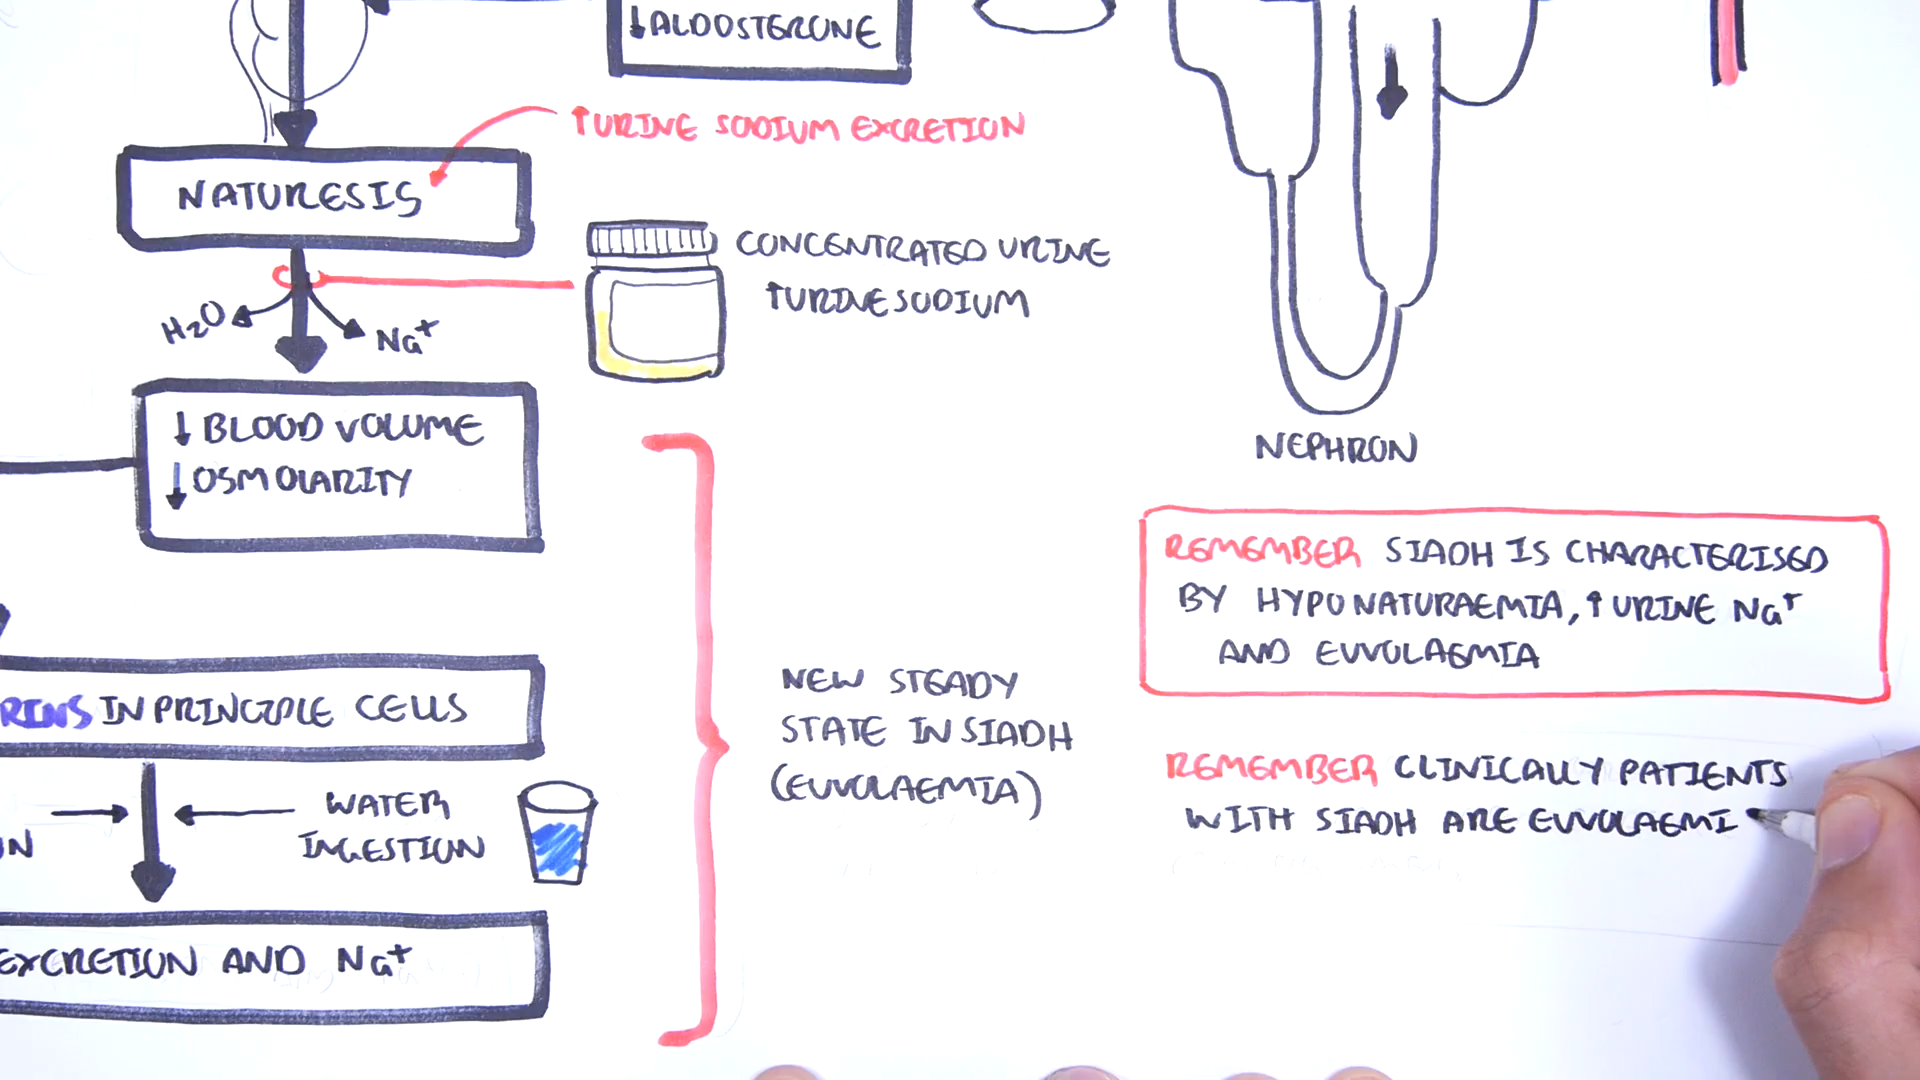 ↓ALDOSTERONE
↑URINE SODIUM EXCRETION
NATURESIS
CONCENTRATED URINE
↑URINE SODIUM
H₂O
Na⁺
↓ BLOOD VOLUME
↓ OSMOLARITY
NEPHRON
REMEMBER SIADH IS CHARACTERISED
BY HYPONATURAEMIA, ↑ URINE Na⁺
AND EUVOLAEMIA
RINS IN PRINCIPLE CELLS
NEW STEADY
STATE IN SIADH
(EUVOLAEMIA)
REMEMBER CLINICALLY PATIENTS
WITH SIADH ARE EUVOLAEMI
WATER
INGESTION
ON
EXCRETION AND Na⁺